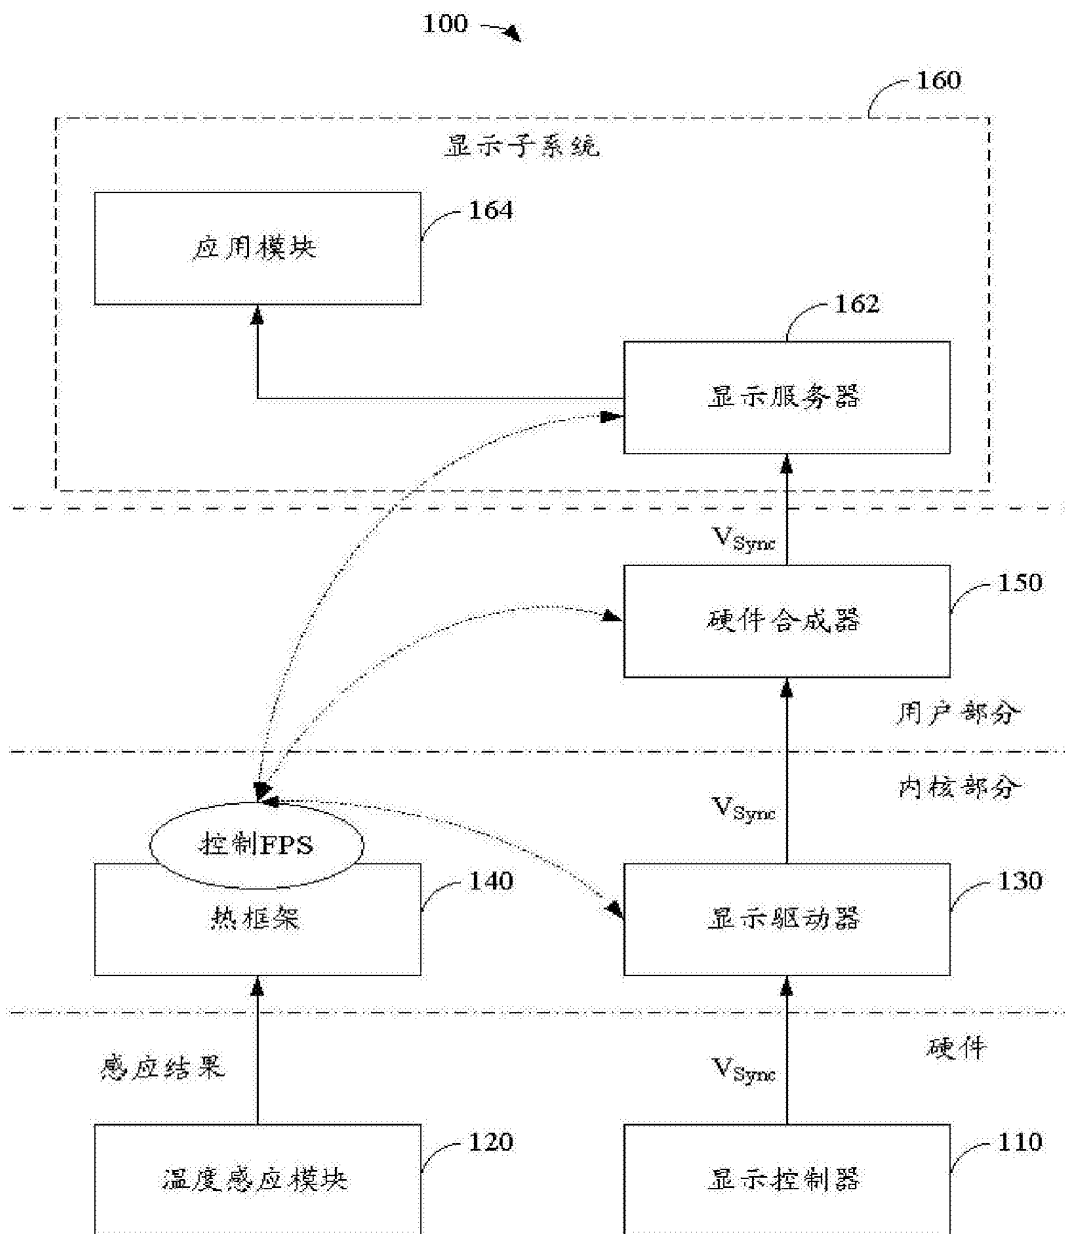 100
160
显示子系统
164
应用模块
162
显示服务器
VSync
150
硬件合成器
用户部分
内核部分
VSync
控制FPS
140
热框架
130
显示驱动器
硬件
感应结果
VSync
120
温度感应模块
110
显示控制器